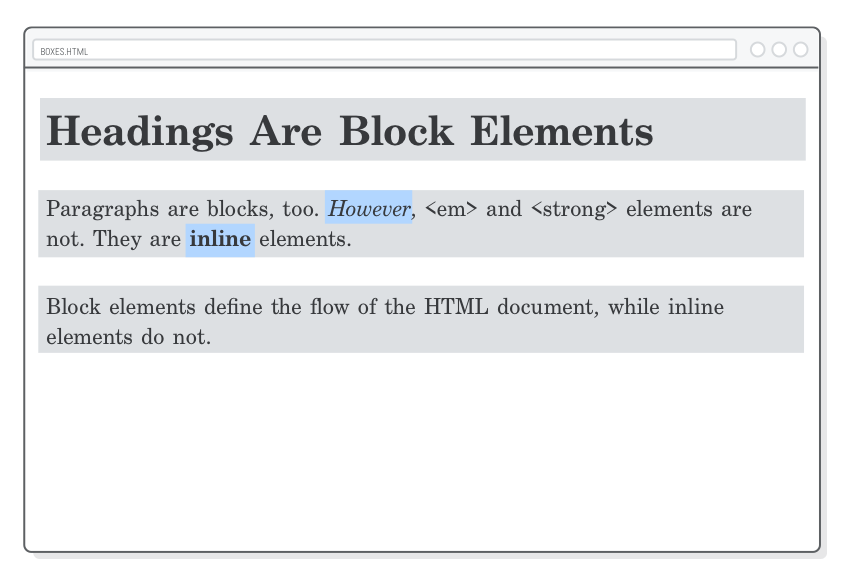 BOXES.HTML
Headings Are Block Elements
Paragraphs are blocks, too. However, <em> and <strong> elements are
not. They are inline elements.
Block elements define the flow of the HTML document, while inline
elements do not.